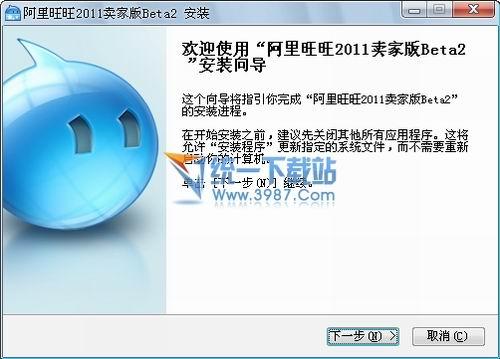 阿里旺旺2011卖家版Beta2 安装
欢迎使用“阿里旺旺2011卖家版Beta2
”安装向导
这个向导将指引你完成“阿里旺旺2011卖家版Beta2”
的安装进程。
在开始安装之前，建议先关闭其他所有应用程序。这将
允许“安装程序”更新指定的系统文件，而不需要重新
启动你的计算机。
单击 [下一步(N)] 继续。
统一下载站
www.3987.com
下一步(N) >
取消(C)